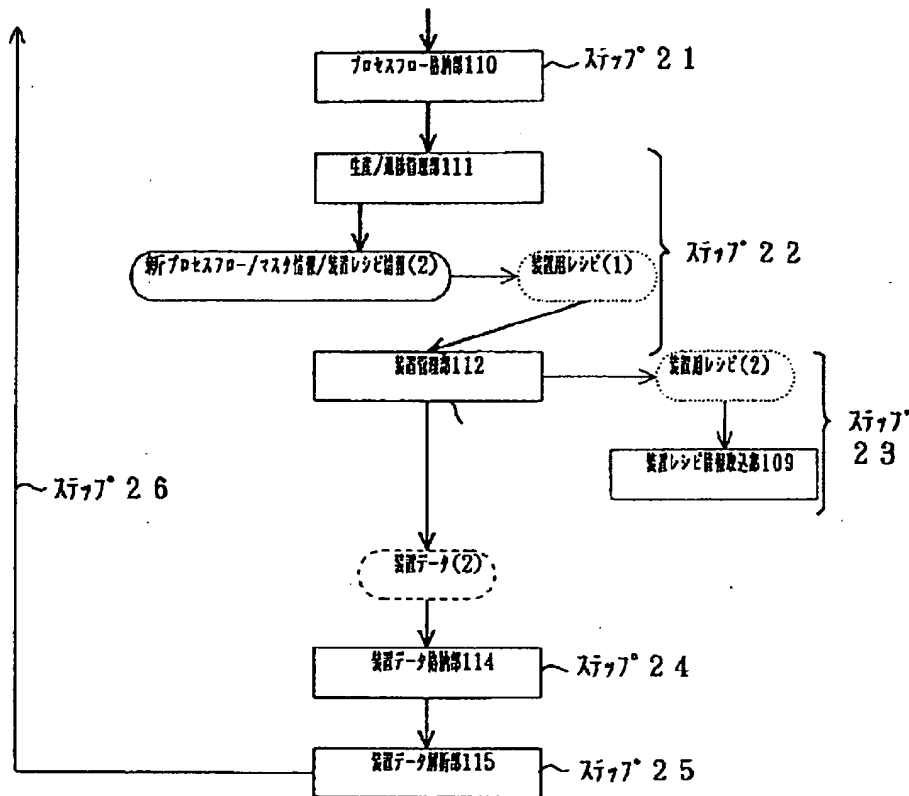 プロセスフロー格納部110
ステップ21
生産/進捗管理部111
ステップ22
新プロセスフロー/マスタ情報/装置レシピ情報(2)
装置用レシピ(1)
装置管理部112
装置用レシピ(2)
ステップ
23
装置レシピ情報取込部109
ステップ26
装置データ(2)
装置データ格納部114
ステップ24
装置データ解析部115
ステップ25